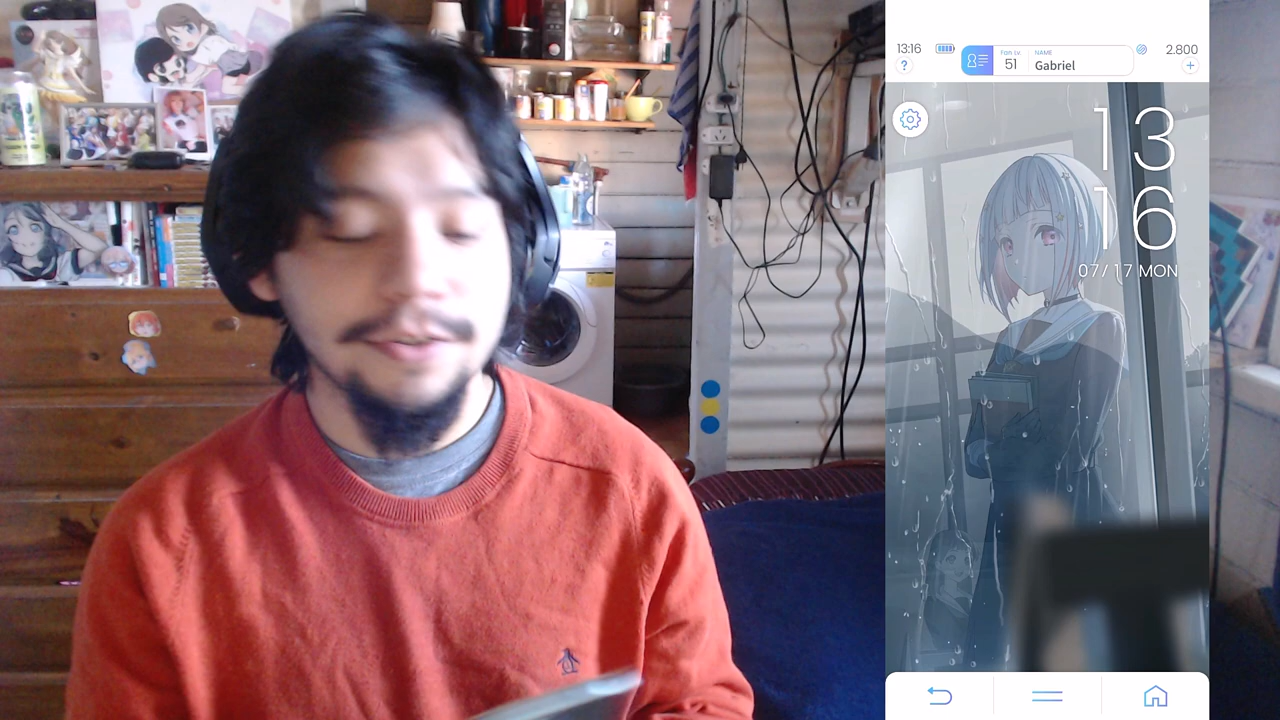 13:16
2.800
?
Fan Lv.
51
NAME
Gabriel
+
13
16
07/17 MON